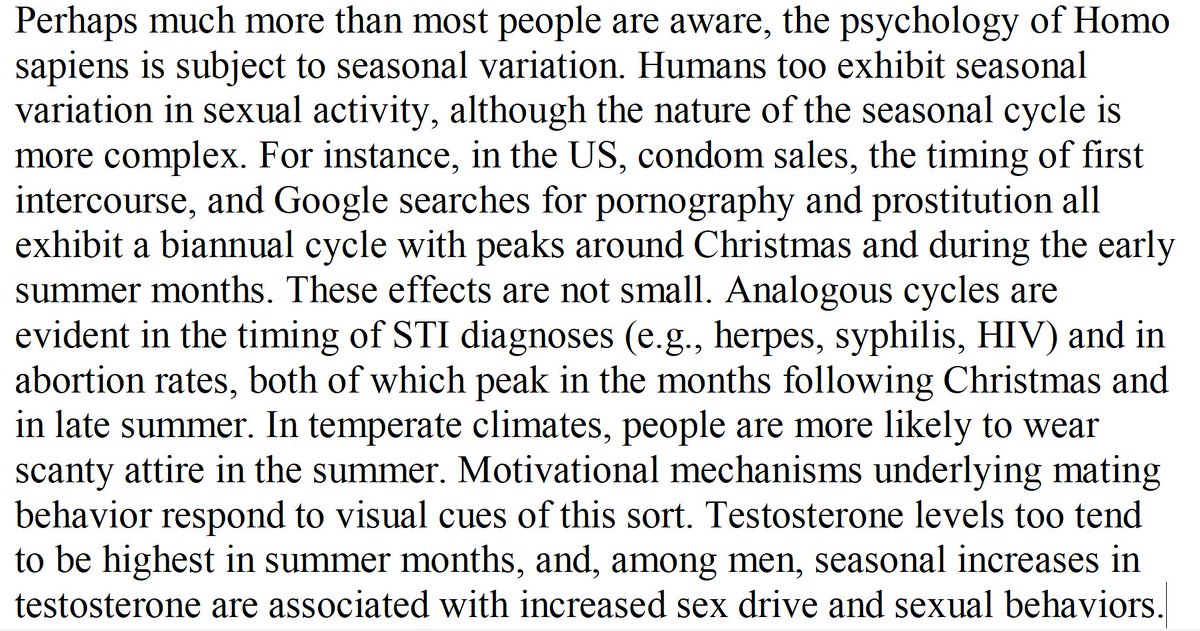 Perhaps much more than most people are aware, the psychology of Homo
sapiens is subject to seasonal variation. Humans too exhibit seasonal
variation in sexual activity, although the nature of the seasonal cycle is
more complex. For instance, in the US, condom sales, the timing of first
intercourse, and Google searches for pornography and prostitution all
exhibit a biannual cycle with peaks around Christmas and during the early
summer months. These effects are not small. Analogous cycles are
evident in the timing of STI diagnoses (e.g., herpes, syphilis, HIV) and in
abortion rates, both of which peak in the months following Christmas and
in late summer. In temperate climates, people are more likely to wear
scanty attire in the summer. Motivational mechanisms underlying mating
behavior respond to visual cues of this sort. Testosterone levels too tend
to be highest in summer months, and, among men, seasonal increases in
testosterone are associated with increased sex drive and sexual behaviors.